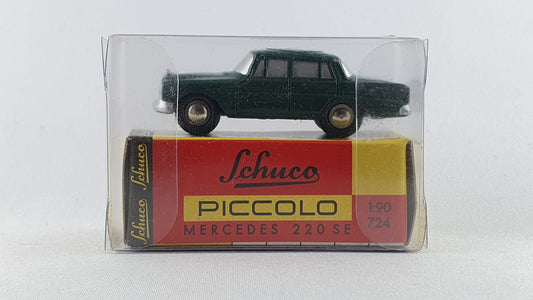 Schuco Schuco
Schuco
PICCOLO
MERCEDES 220 SE
1:90
724